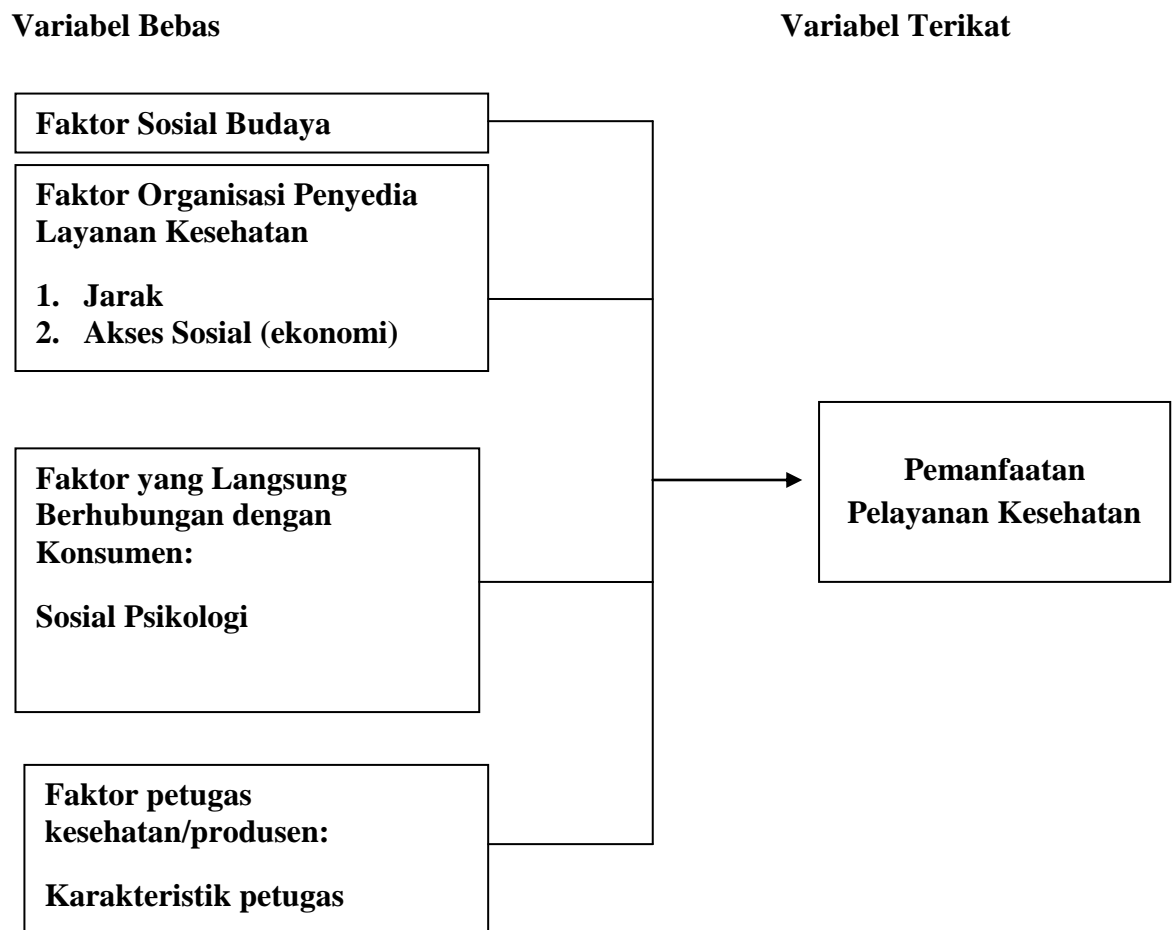 Variabel Bebas
Variabel Terikat
Faktor Sosial Budaya
Faktor Organisasi Penyedia
Layanan Kesehatan
1. Jarak
2. Akses Sosial (ekonomi)
Faktor yang Langsung
Berhubungan dengan
Konsumen:
Sosial Psikologi
Pemanfaatan
Pelayanan Kesehatan
Faktor petugas
kesehatan/produsen:
Karakteristik petugas